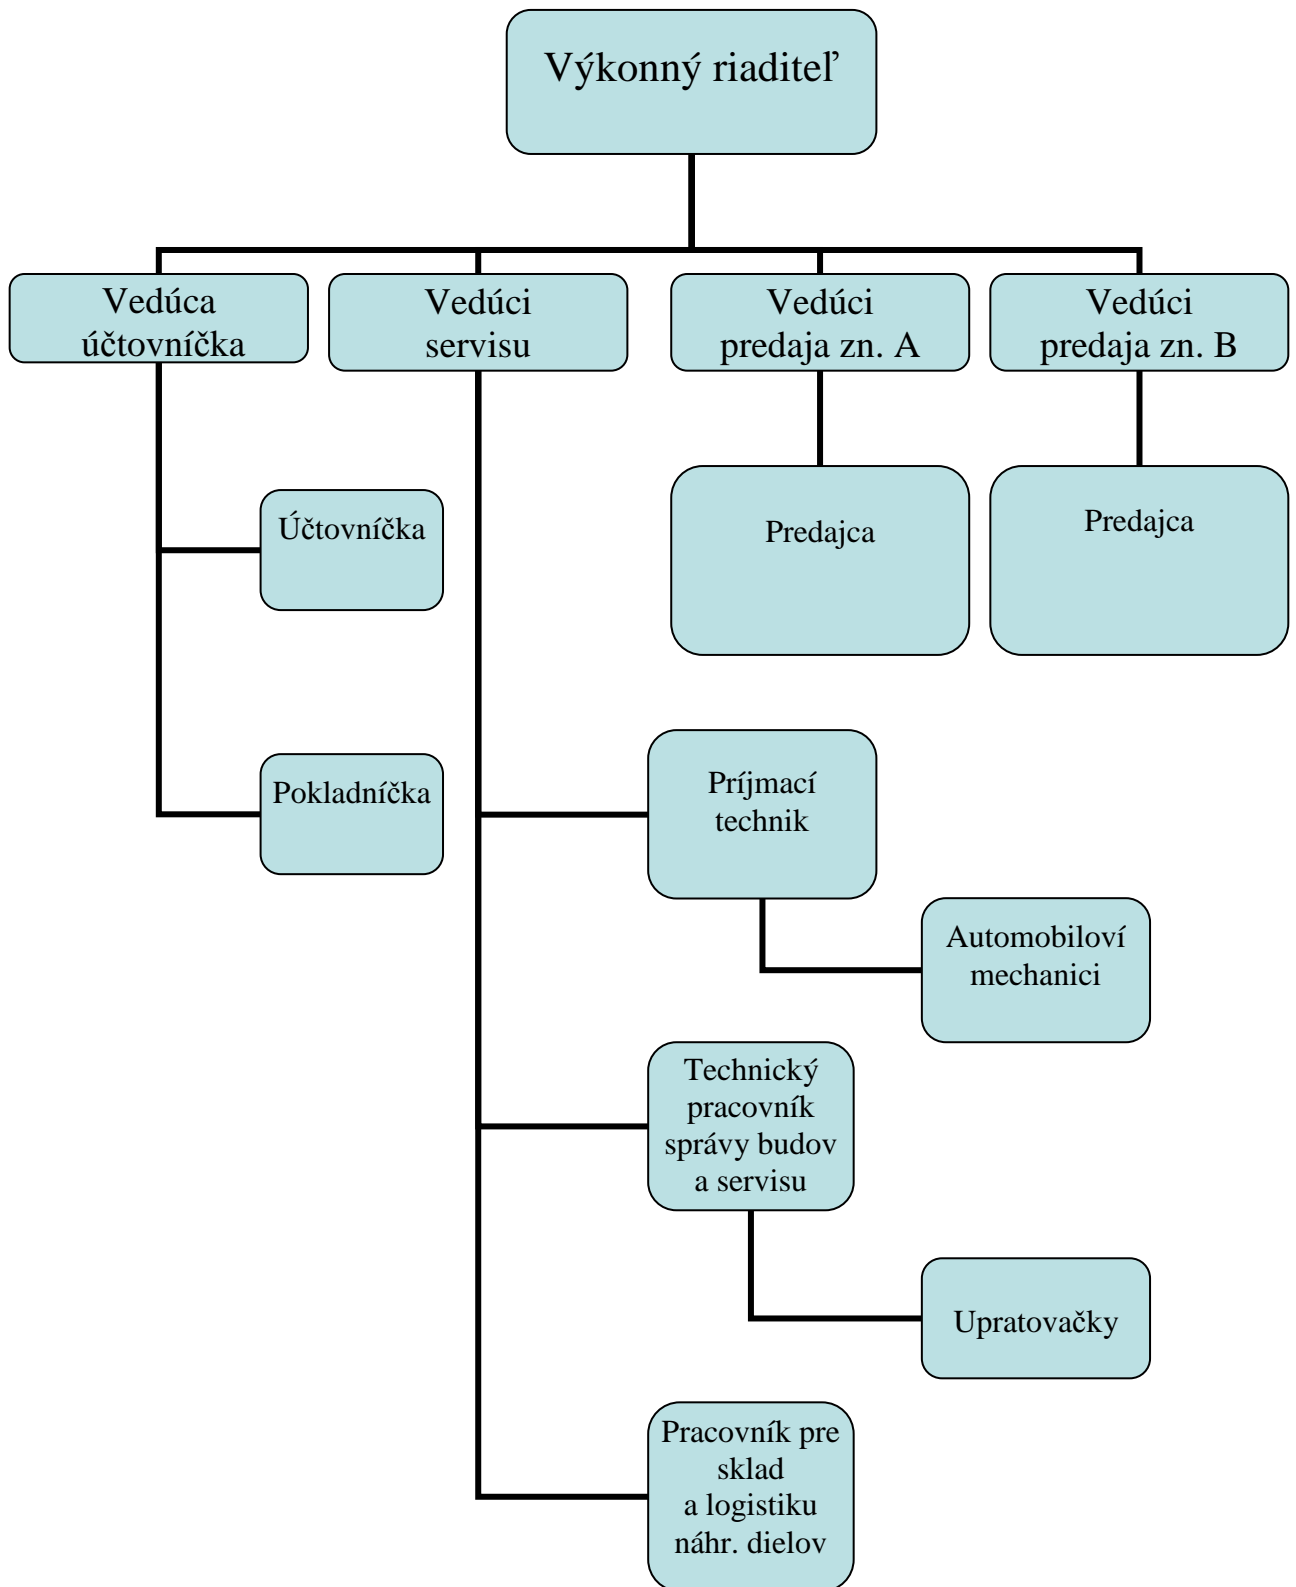 Výkonný riaditeľ
Vedúca
účtovníčka
Vedúci
servisu
Vedúci
predaja zn. A
Vedúci
predaja zn. B
Účtovníčka
Predajca
Predajca
Pokladníčka
Príjmací
technik
Automobiloví
mechanici
Technický
pracovník
správy budov
a servisu
Upratovačky
Pracovník pre
sklad
a logistiku
náhr. dielov